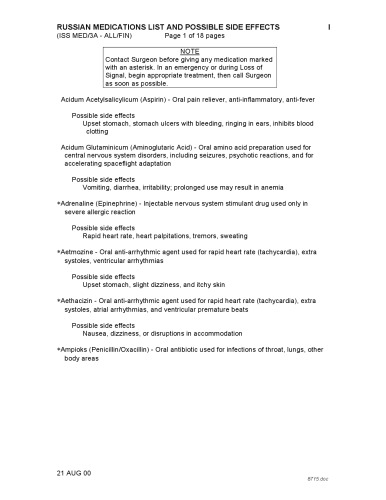 RUSSIAN MEDICATIONS LIST AND POSSIBLE SIDE EFFECTS I
(ISS MED/3A - ALL/FIN) Page 1 of 18 pages
NOTE
Contact Surgeon before giving any medication marked
with an asterisk. In an emergency or during Loss of
Signal, begin appropriate treatment, then call Surgeon
as soon as possible.
Acidum Acetylsalicylicum (Aspirin) - Oral pain reliever, anti-inflammatory, anti-fever
Possible side effects
Upset stomach, stomach ulcers with bleeding, ringing in ears, inhibits blood
clotting
Acidum Glutaminicum (Aminoglutaric Acid) - Oral amino acid preparation used for
central nervous system disorders, including seizures, psychotic reactions, and for
accelerating spaceflight adaptation
Possible side effects
Vomiting, diarrhea, irritability; prolonged use may result in anemia
*Adrenaline (Epinephrine) - Injectable nervous system stimulant drug used only in
severe allergic reaction
Possible side effects
Rapid heart rate, heart palpitations, tremors, sweating
*Aetmozine - Oral anti-arrhythmic agent used for rapid heart rate (tachycardia), extra
systoles, ventricular arrhythmias
Possible side effects
Upset stomach, slight dizziness, and itchy skin
*Aethacizin - Oral anti-arrhythmic agent used for rapid heart rate (tachycardia), extra
systoles, atrial arrhythmias, and ventricular premature beats
Possible side effects
Nausea, dizziness, or disruptions in accommodation
*Ampioks (Penicillin/Oxacillin) - Oral antibiotic used for infections of throat, lungs, other
body areas
21 AUG 00
6715.doc